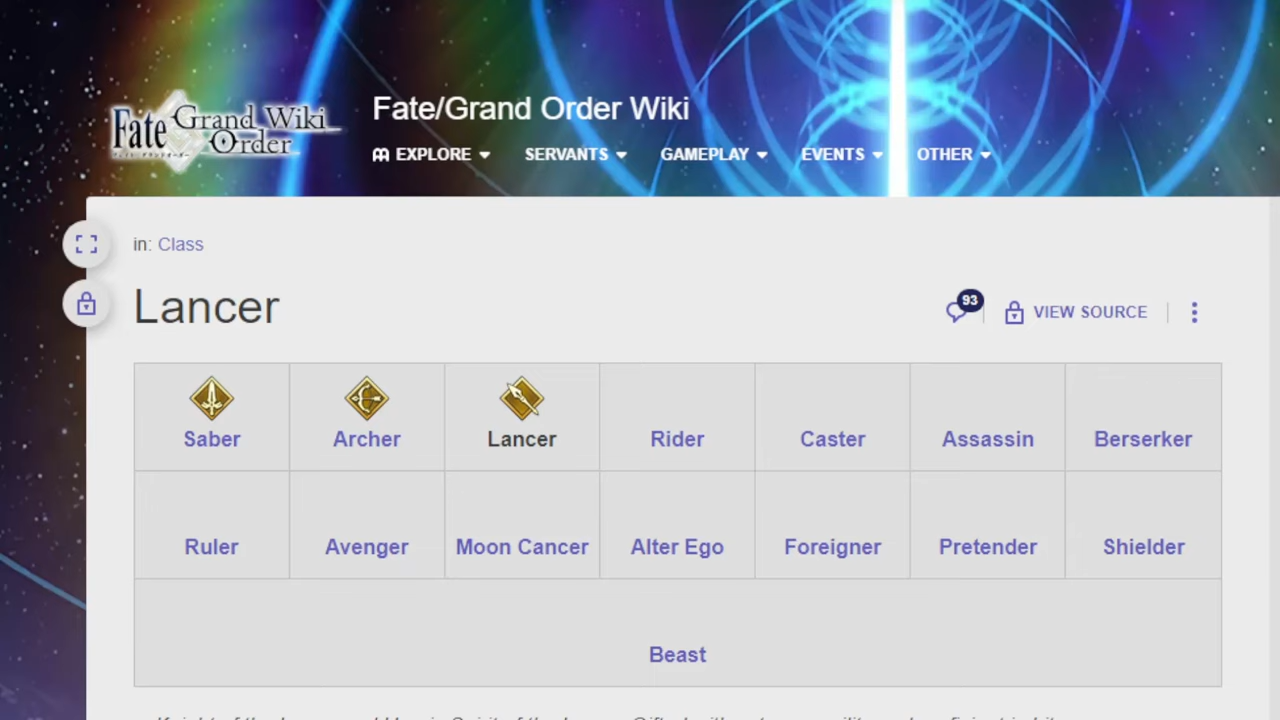 Fate Grand Wiki
Order
Fate/Grand Order Wiki
EXPLORE SERVANTS GAMEPLAY EVENTS OTHER
in: Class
Lancer
93
VIEW SOURCE
Saber Archer Lancer Rider Caster Assassin Berserker
Ruler Avenger Moon Cancer Alter Ego Foreigner Pretender Shielder
Beast